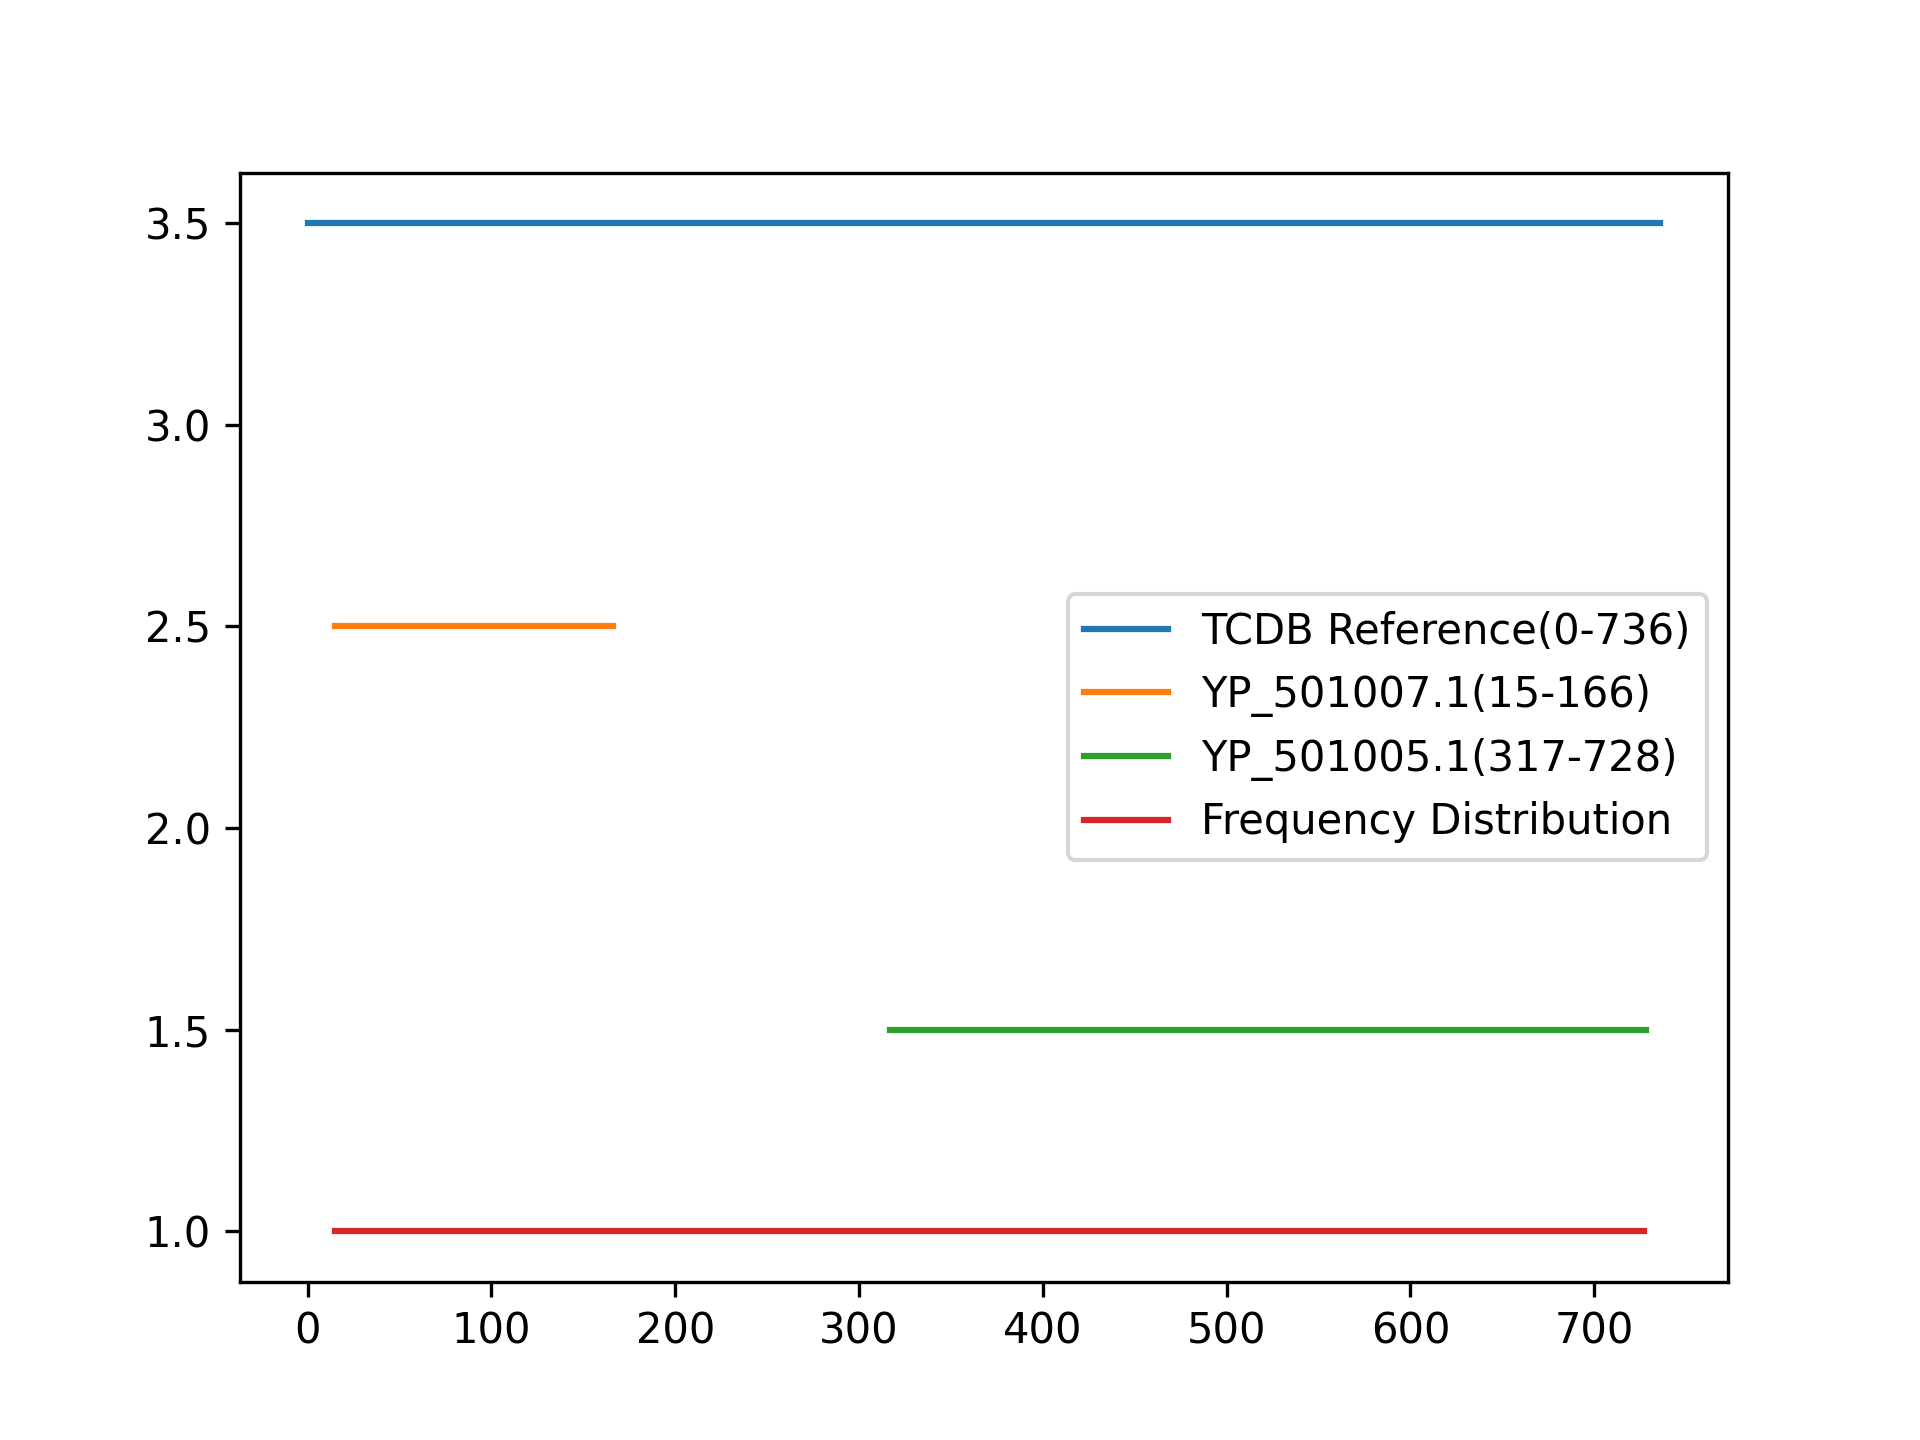 3.5
3.0
2.5
2.0
1.5
1.0
TCDB Reference(0-736)
YP_501007.1(15-166)
YP_501005.1(317-728)
Frequency Distribution
0 100 200 300 400 500 600 700